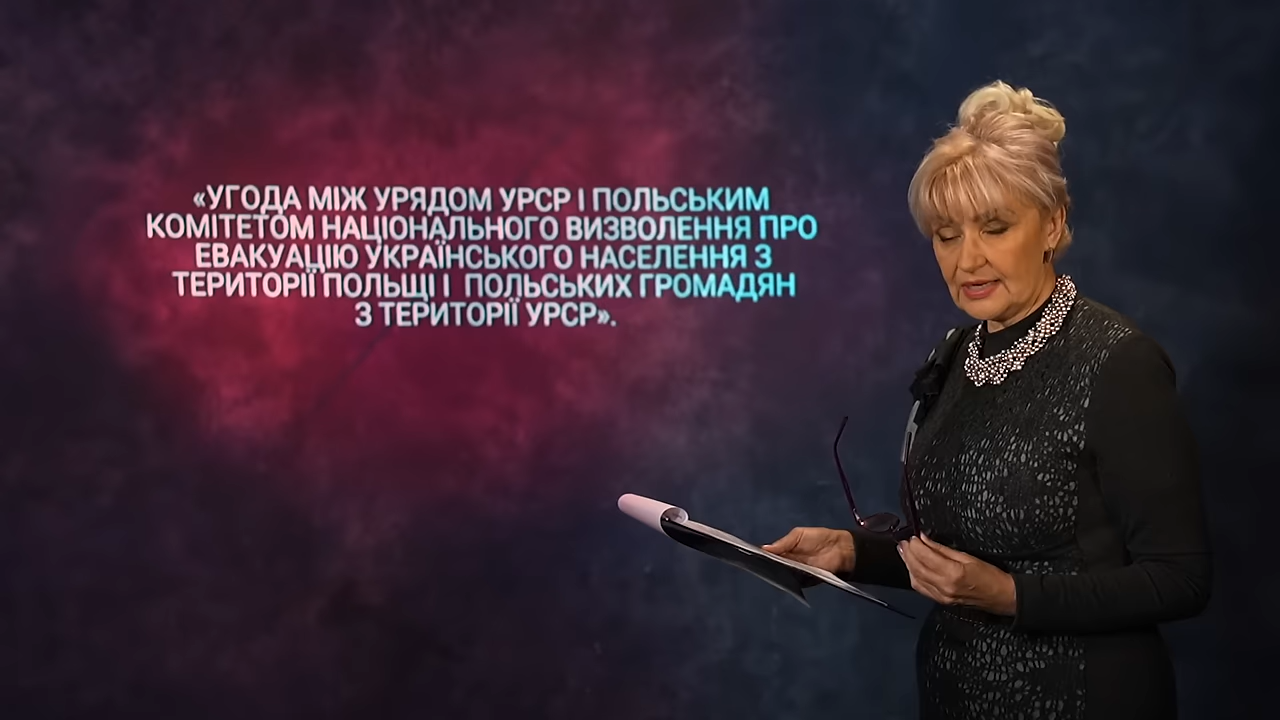 «УГОДА МІЖ УРЯДОМ УРСР І ПОЛЬСЬКИМ
КОМІТЕТОМ НАЦІОНАЛЬНОГО ВИЗВОЛЕННЯ ПРО
ЕВАКУАЦІЮ УКРАЇНСЬКОГО НАСЕЛЕННЯ З
ТЕРИТОРІЇ ПОЛЬЩІ І ПОЛЬСЬКИХ ГРОМАДЯН
З ТЕРИТОРІЇ УРСР».